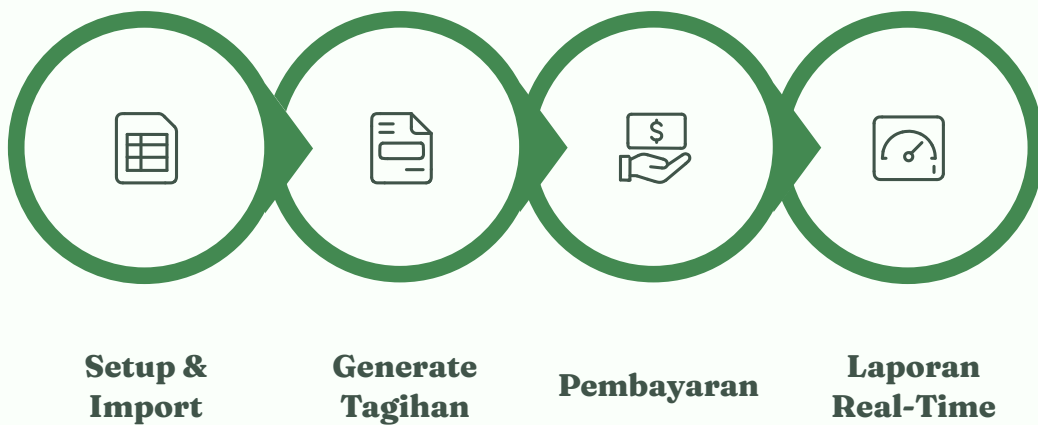 $
Setup &
Import
Generate
Tagihan
Pembayaran
Laporan
Real-Time